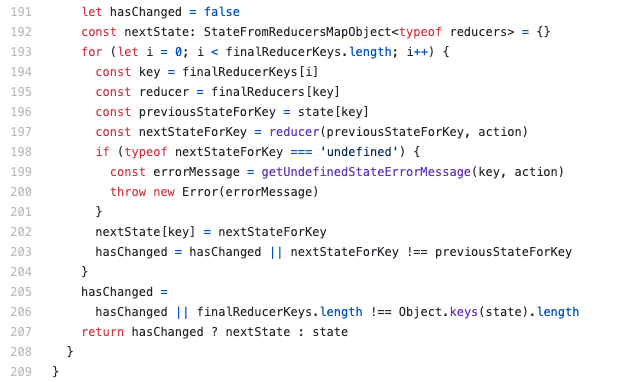 191 let hasChanged = false
192 const nextState: StateFromReducersMapObject<typeof reducers> = {}
193 for (let i = 0; i < finalReducerKeys.length; i++) {
194 const key = finalReducerKeys[i]
195 const reducer = finalReducers[key]
196 const previousStateForKey = state[key]
197 const nextStateForKey = reducer(previousStateForKey, action)
198 if (typeof nextStateForKey === 'undefined') {
199 const errorMessage = getUndefinedStateErrorMessage(key, action)
200 throw new Error(errorMessage)
201 }
202 nextState[key] = nextStateForKey
203 hasChanged = hasChanged || nextStateForKey !== previousStateForKey
204 }
205 hasChanged =
206 hasChanged || finalReducerKeys.length !== Object.keys(state).length
207 return hasChanged ? nextState : state
208 }
209 }